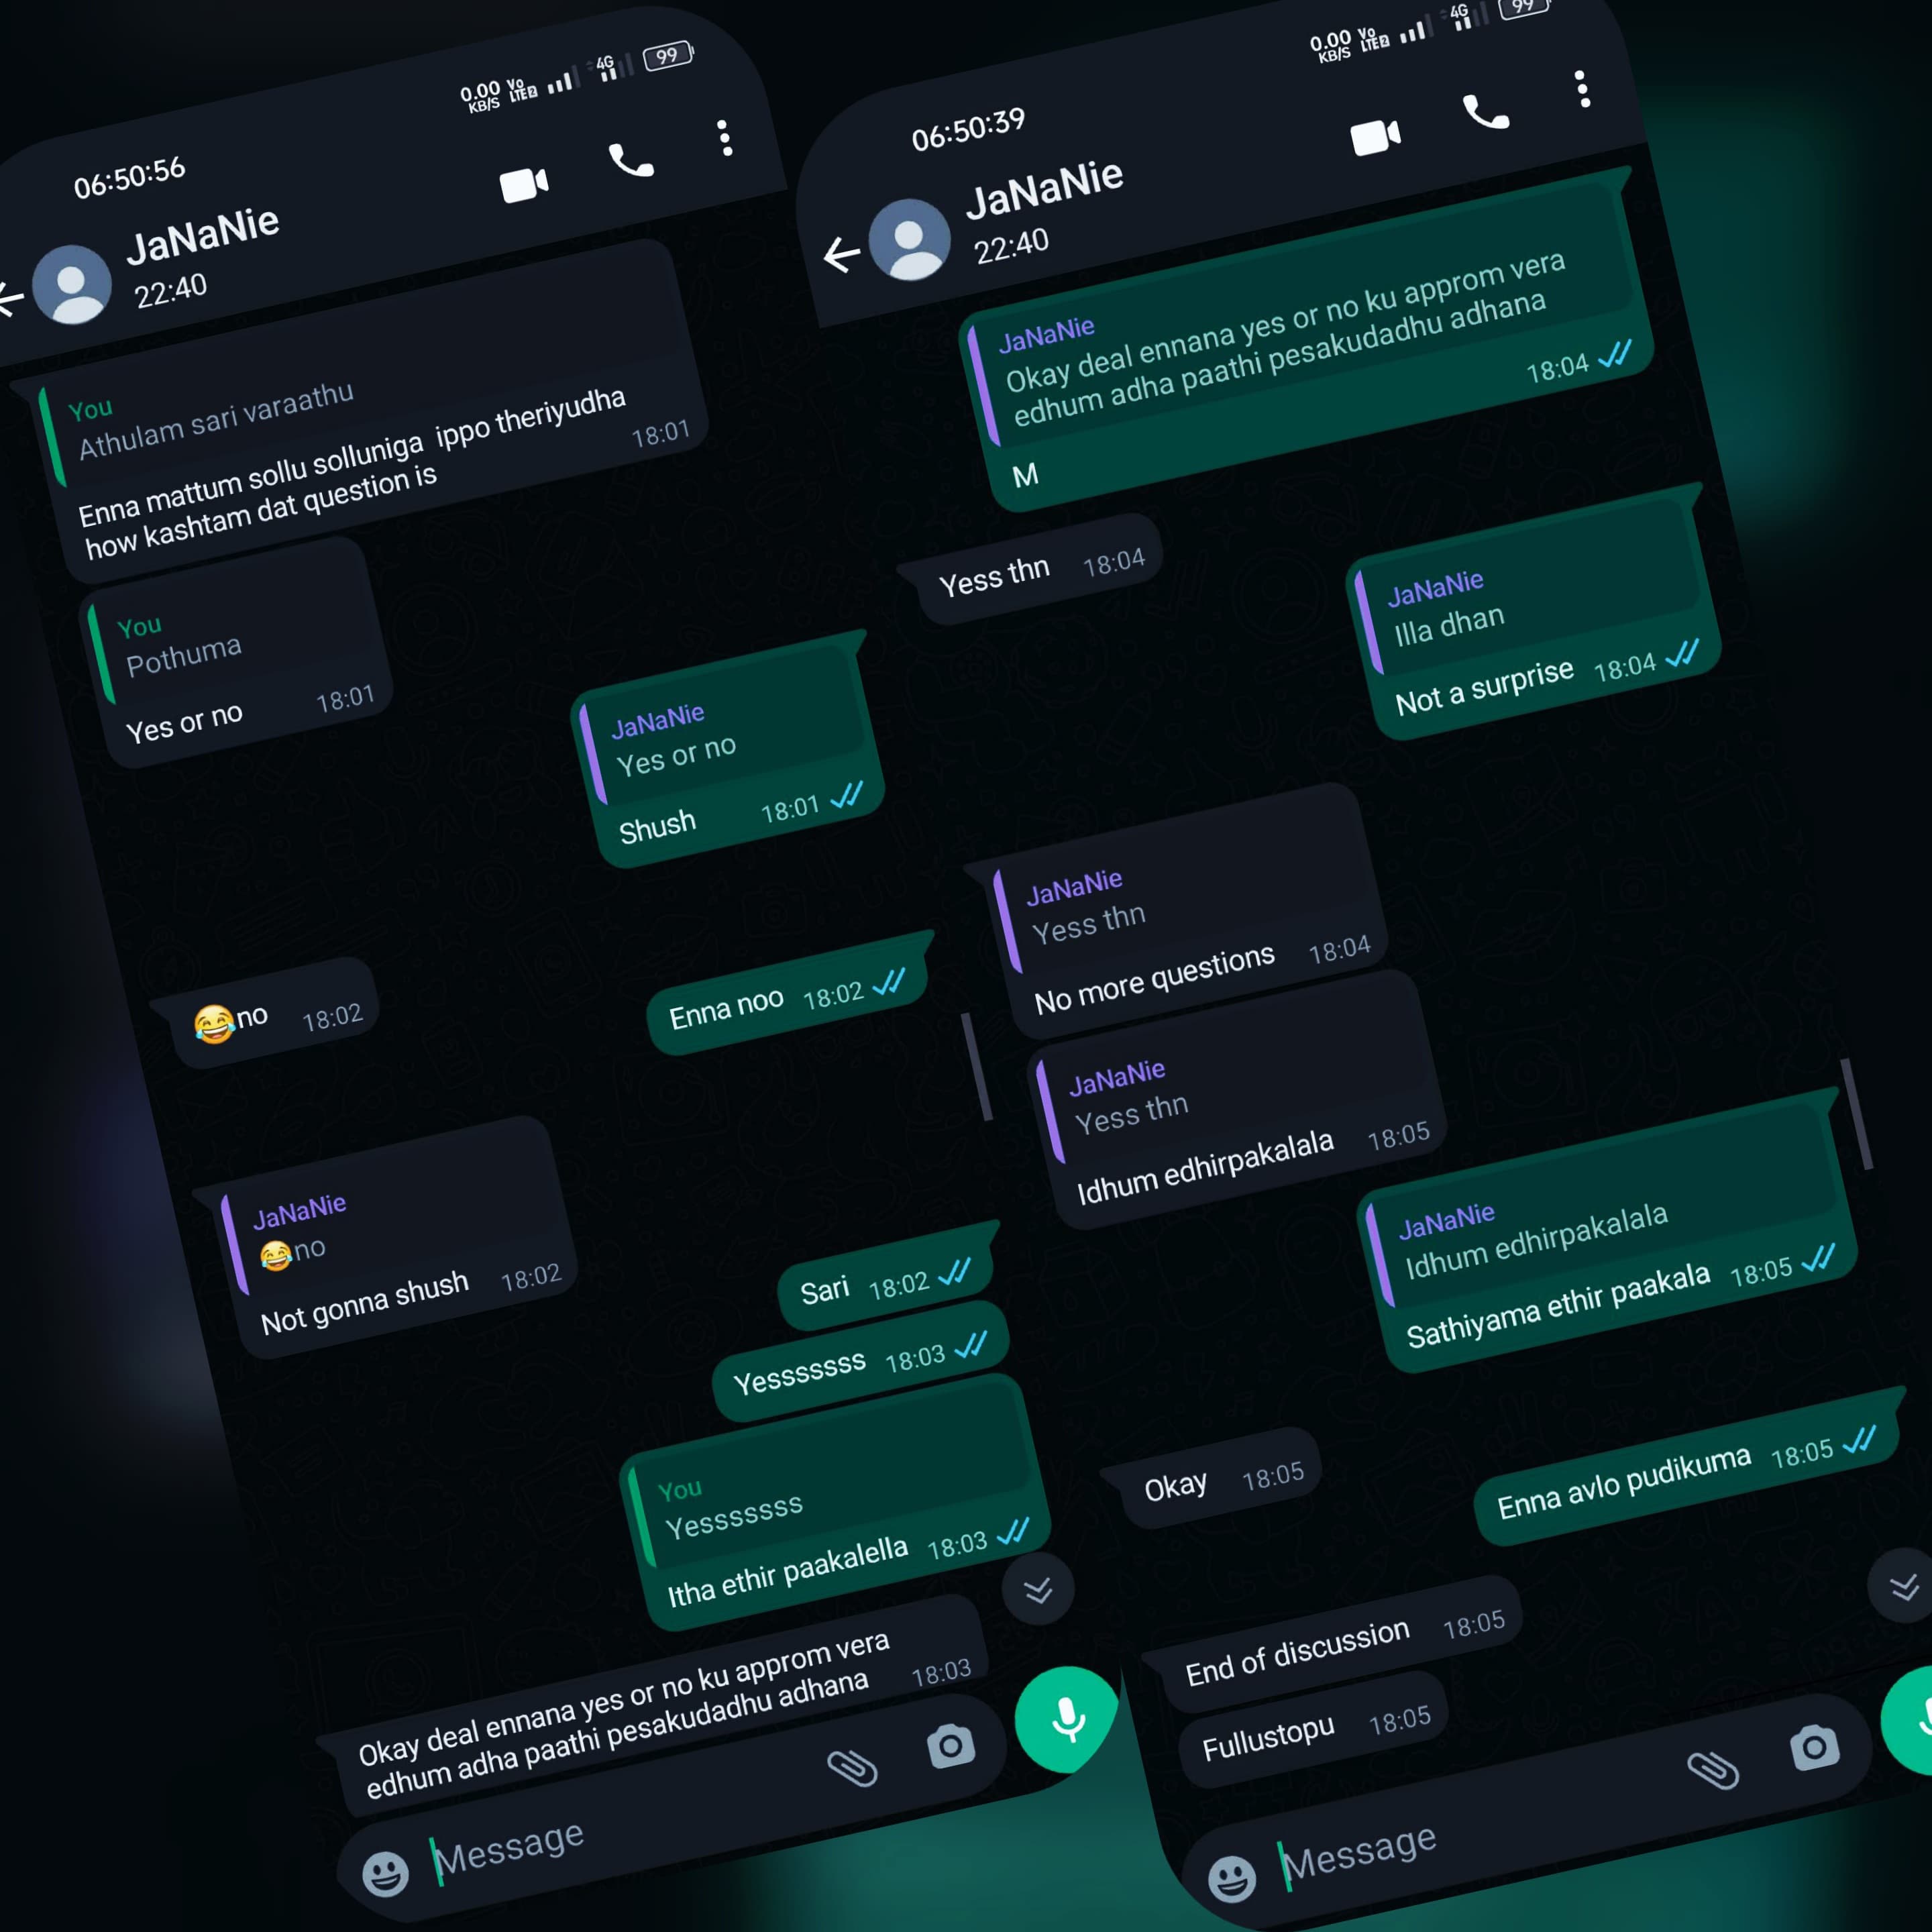 06:50:56
0.00 KB/S Vo LTE2 4G 99
JaNaNie
22:40
You
Athulam sari varaathu
Enna mattum sollu solluniga  ippo theriyudha
how kashtam dat question is
18:01
You
Pothuma
Yes or no 18:01
JaNaNie
Yes or no
Shush 18:01
Enna noo 18:02
😂no 18:02
JaNaNie
😂no
Not gonna shush 18:02
Sari 18:02
Yesssssss 18:03
You
Yesssssss
Itha ethir paakalella 18:03
Okay deal ennana yes or no ku approm vera
edhum adha paathi pesakudadhu adhana 18:03
Message
06:50:39
0.00 KB/S Vo LTE2 4G 99
JaNaNie
22:40
JaNaNie
Okay deal ennana yes or no ku approm vera
edhum adha paathi pesakudadhu adhana
M 18:04
Yess thn 18:04
JaNaNie
Illa dhan
Not a surprise 18:04
JaNaNie
Yess thn
No more questions 18:04
JaNaNie
Yess thn
Idhum edhirpakalala 18:05
JaNaNie
Idhum edhirpakalala
Sathiyama ethir paakala 18:05
Okay 18:05
Enna avlo pudikuma 18:05
End of discussion 18:05
Fullustopu 18:05
Message